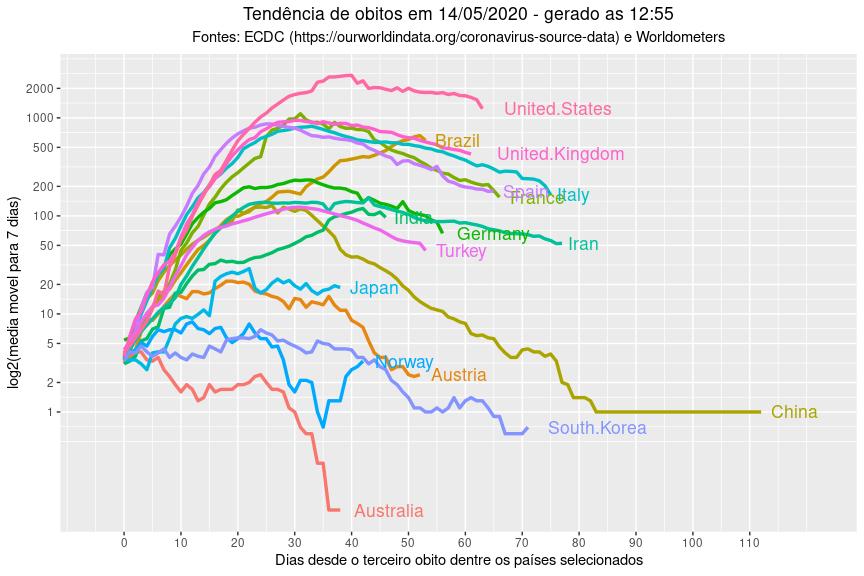 Tendência de obitos em 14/05/2020 - gerado as 12:55
Fontes: ECDC (https://ourworldindata.org/coronavirus-source-data) e Worldometers
log2(media movel para 7 dias)
2000
1000
500
200
100
50
20
10
5
2
1
United.States
Brazil
United.Kingdom
Spain
France
Italy
India
Germany
Iran
Turkey
Japan
Norway
Austria
China
South.Korea
Australia
0 10 20 30 40 50 60 70 80 90 100 110
Dias desde o terceiro obito dentre os países selecionados